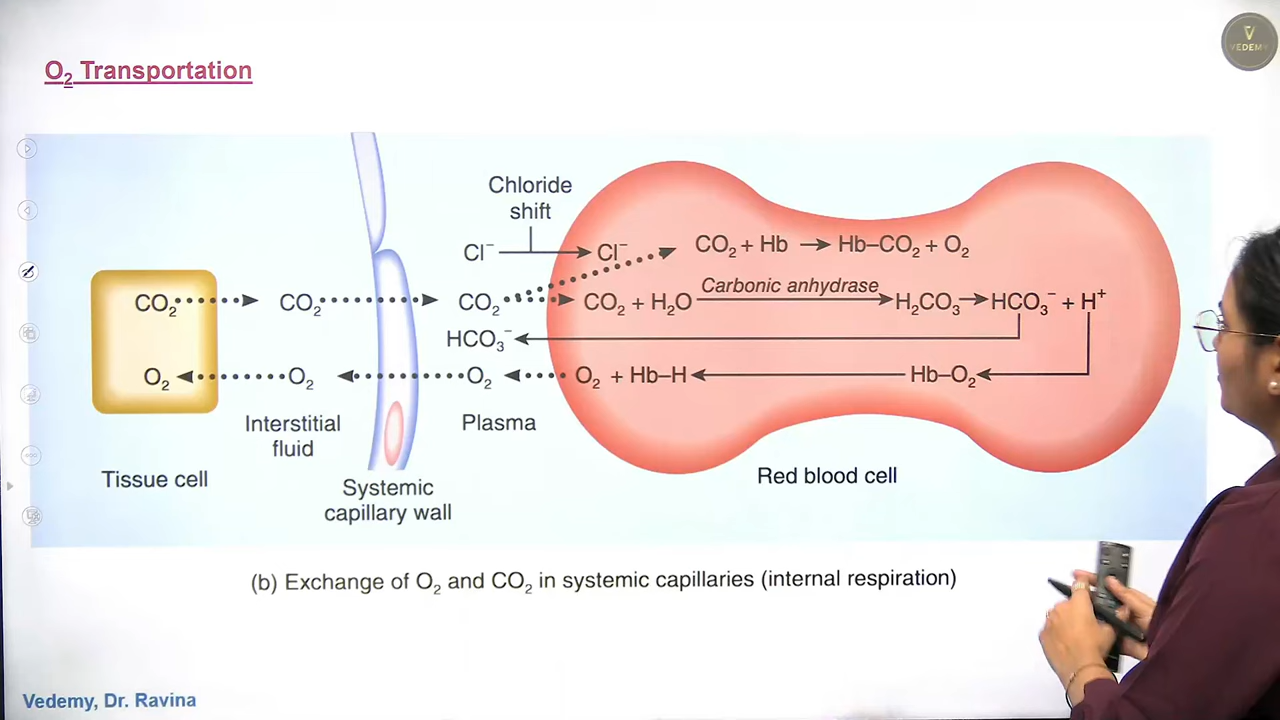 VEDEMY
O₂ Transportation
Chloride
shift
Cl⁻ Cl⁻
CO₂ + Hb → Hb–CO₂ + O₂
Carbonic anhydrase
CO₂ CO₂ CO₂ CO₂ + H₂O → H₂CO₃ → HCO₃⁻ + H⁺
HCO₃⁻
O₂ O₂ O₂ O₂ + Hb–H Hb–O₂
Interstitial
fluid
Plasma
Tissue cell
Red blood cell
Systemic
capillary wall
(b) Exchange of O₂ and CO₂ in systemic capillaries (internal respiration)
Vedemy, Dr. Ravina